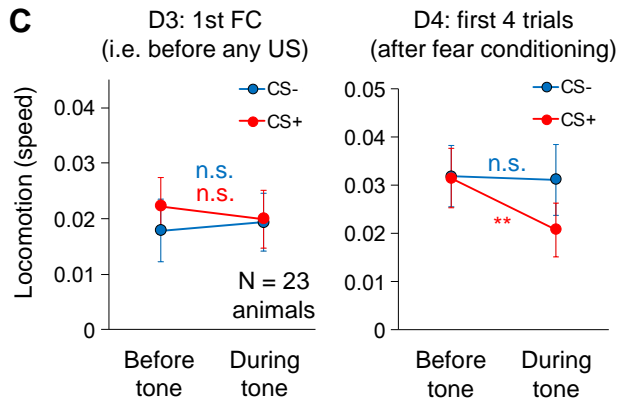 C
D3: 1st FC
(i.e. before any US)
Locomotion (speed)
0.04
0.03
0.02
0.01
0
CS-
CS+
n.s.
n.s.
N = 23
animals
Before
tone
During
tone
D4: first 4 trials
(after fear conditioning)
0.05
0.04
0.03
0.02
0.01
0
CS-
CS+
n.s.
**
Before
tone
During
tone